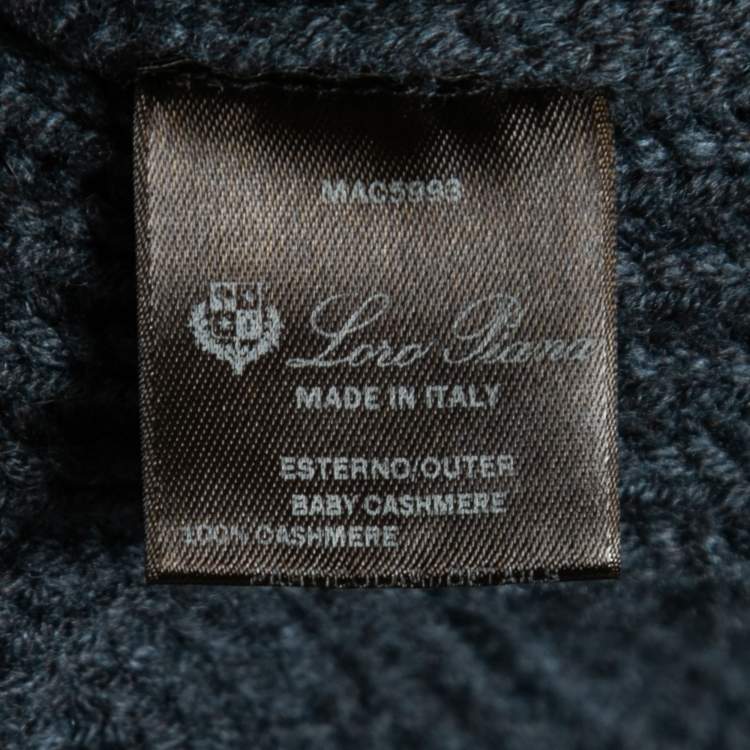 MAC5993
Loro Piana
MADE IN ITALY
ESTERNO/OUTER
BABY CASHMERE
100% CASHMERE